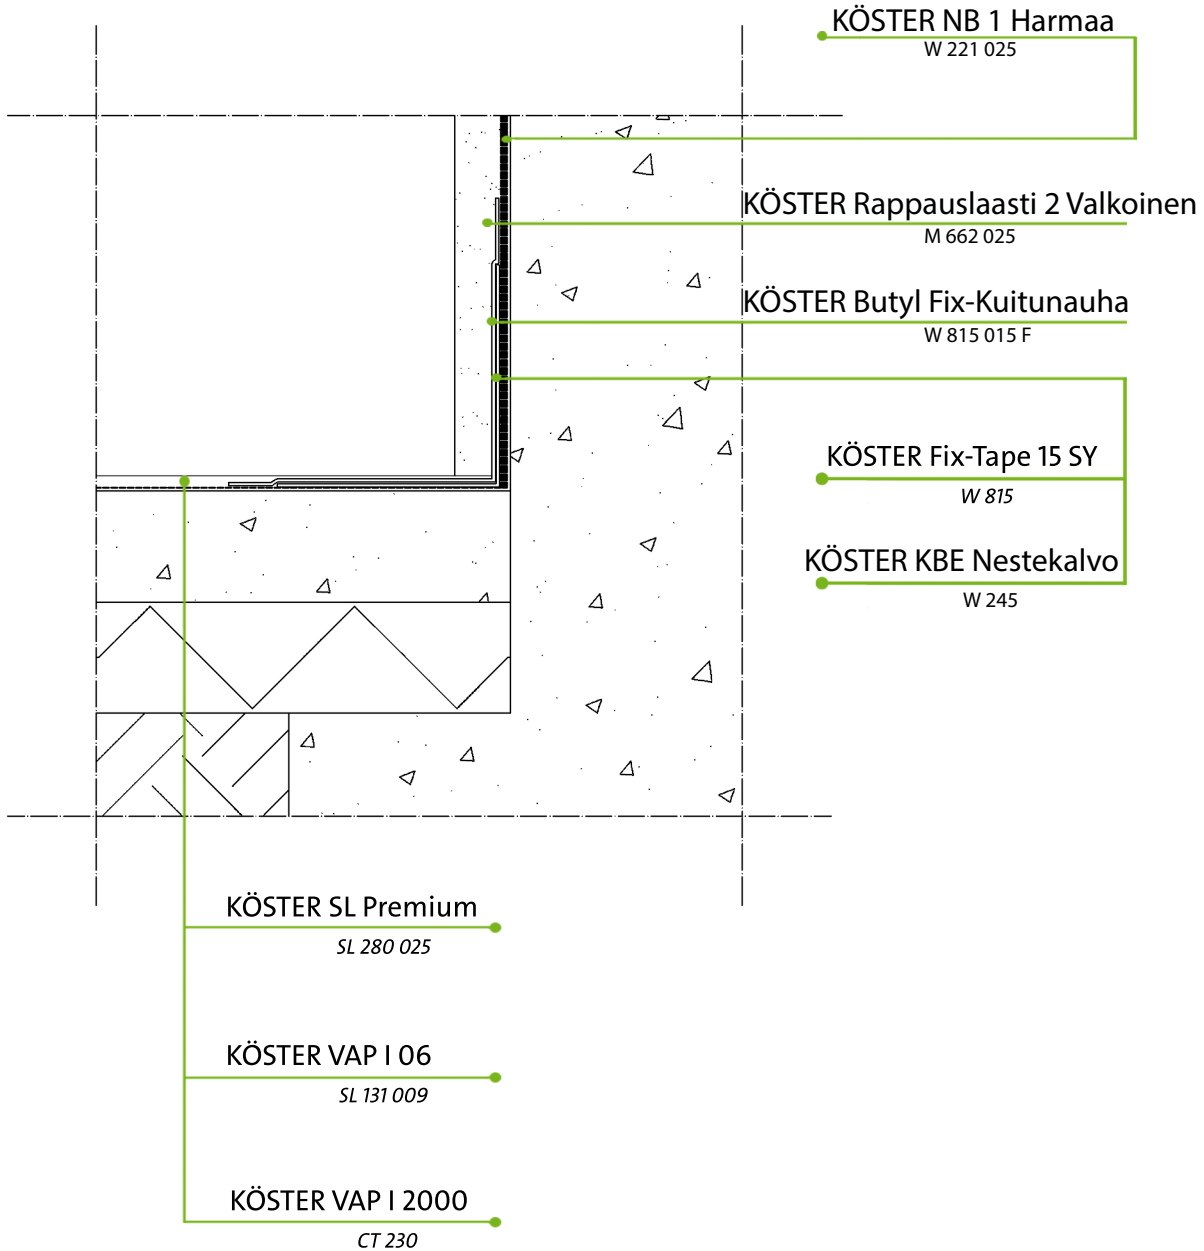 KÖSTER NB 1 Harmaa
W 221 025
KÖSTER Rappauslaasti 2 Valkoinen
M 662 025
KÖSTER Butyl Fix-Kuitunauha
W 815 015 F
KÖSTER Fix-Tape 15 SY
W 815
KÖSTER KBE Nestekalvo
W 245
KÖSTER SL Premium
SL 280 025
KÖSTER VAP I 06
SL 131 009
KÖSTER VAP I 2000
CT 230